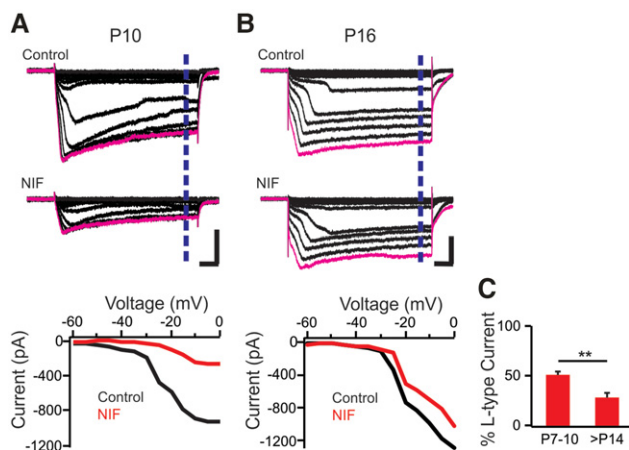 A
P10
Control
NIF
Voltage (mV)
-60 -40 -20 0
Current (pA)
0
-400
-800
-1200
Control
NIF
B
P16
Control
NIF
Voltage (mV)
-60 -40 -20 0
Current (pA)
0
-400
-800
-1200
Control
NIF
C
% L-type Current
100
50
0
**
P7-10 >P14